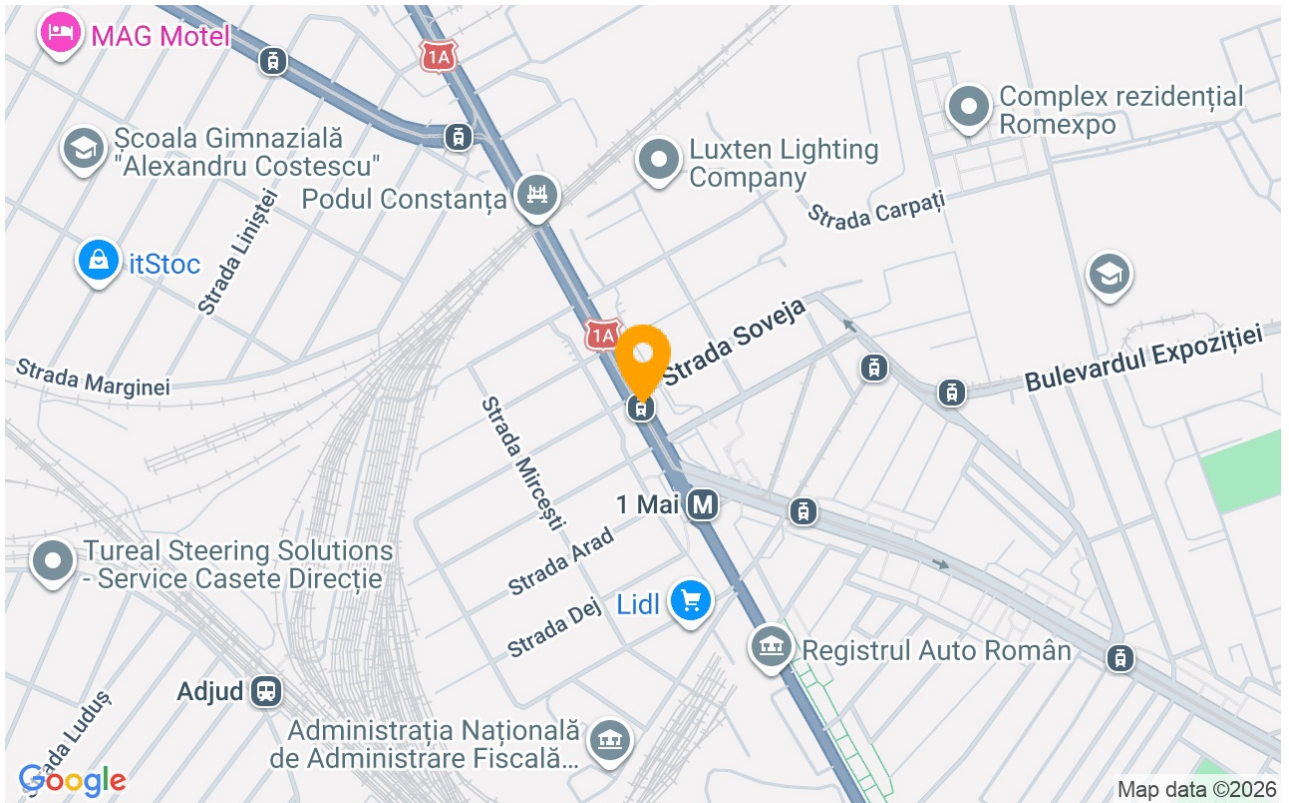 MAG Motel
1A
Complex rezidențial
Romexpo
Școala Gimnazială
"Alexandru Costescu"
Luxten Lighting
Company
Podul Constanța
Strada Carpați
Strada Liniștei
itStoc
Strada Soveja
1A
Bulevardul Expoziției
Strada Marginei
Strada Mircești
1 Mai M
Strada Arad
Tureal Steering Solutions
- Service Casete Direcție
Lidl
Strada Dej
Registrul Auto Român
Adjud
Strada Luduș
Administrația Națională
de Administrare Fiscală...
Google
Map data ©2026